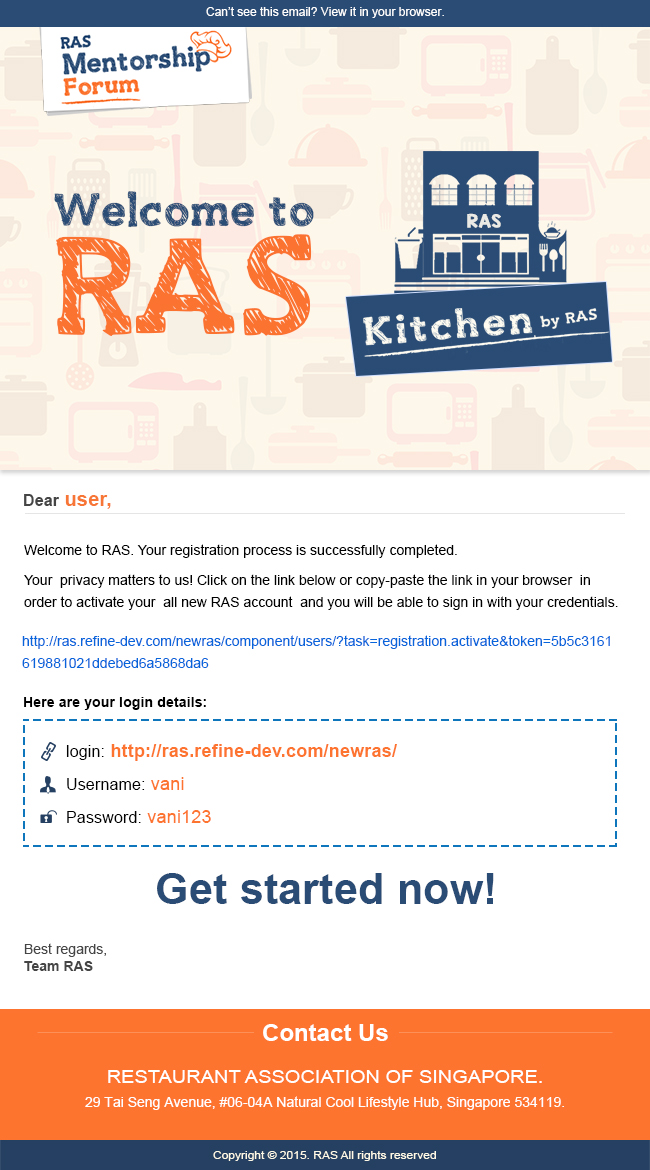 Can't see this email? View it in your browser.
RAS
Mentorship
Forum
Welcome to
RAS
RAS
Kitchen by RAS
Dear user,
Welcome to RAS. Your registration process is successfully completed.
Your  privacy matters to us! Click on the link below or copy-paste the link in your browser  in
order to activate your  all new RAS account  and you will be able to sign in with your credentials.
http://ras.refine-dev.com/newras/component/users/?task=registration.activate&token=5b5c3161
619881021ddebed6a5868da6
Here are your login details:
login: http://ras.refine-dev.com/newras/
Username: vani
Password: vani123
Get started now!
Best regards,
Team RAS
Contact Us
RESTAURANT ASSOCIATION OF SINGAPORE.
29 Tai Seng Avenue, #06-04A Natural Cool Lifestyle Hub, Singapore 534119.
Copyright © 2015. RAS All rights reserved